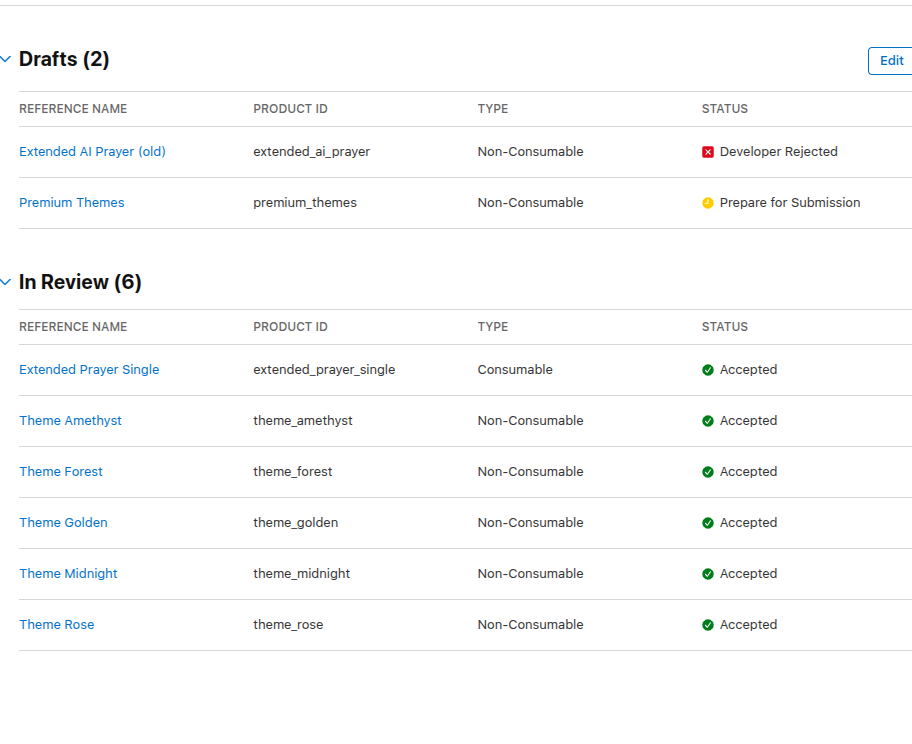 Drafts (2)
Edit
REFERENCE NAME PRODUCT ID TYPE STATUS
Extended AI Prayer (old) extended_ai_prayer Non-Consumable Developer Rejected
Premium Themes premium_themes Non-Consumable Prepare for Submission
In Review (6)
REFERENCE NAME PRODUCT ID TYPE STATUS
Extended Prayer Single extended_prayer_single Consumable Accepted
Theme Amethyst theme_amethyst Non-Consumable Accepted
Theme Forest theme_forest Non-Consumable Accepted
Theme Golden theme_golden Non-Consumable Accepted
Theme Midnight theme_midnight Non-Consumable Accepted
Theme Rose theme_rose Non-Consumable Accepted